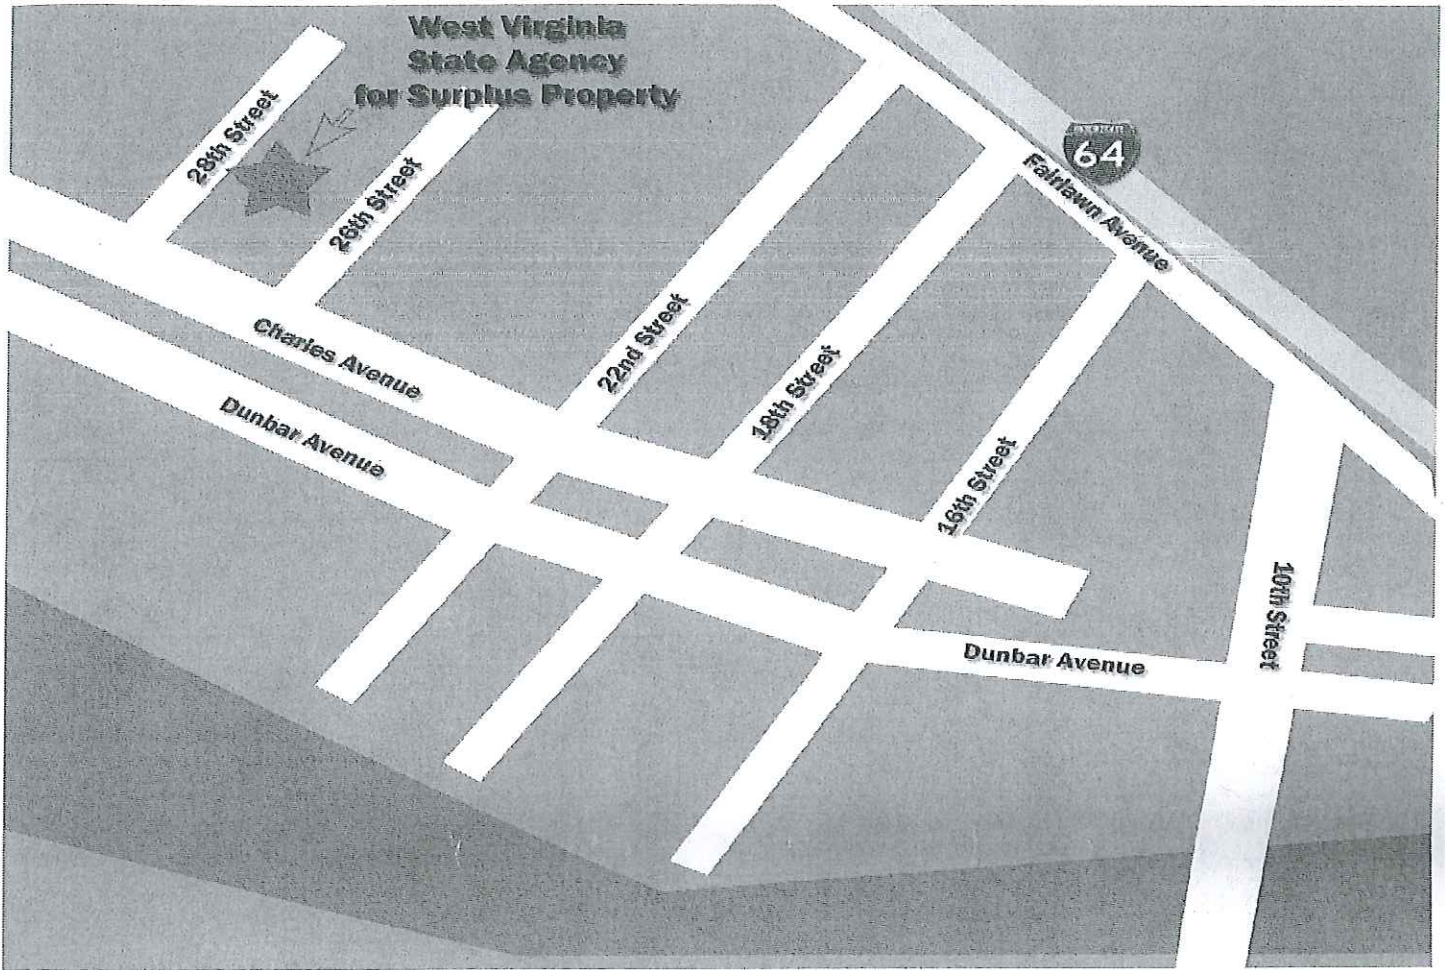 West Virginia
State Agency
for Surplus Property
28th Street
26th Street
64
Fairlawn Avenue
22nd Street
Charles Avenue
18th Street
Dunbar Avenue
16th Street
10th Street
Dunbar Avenue